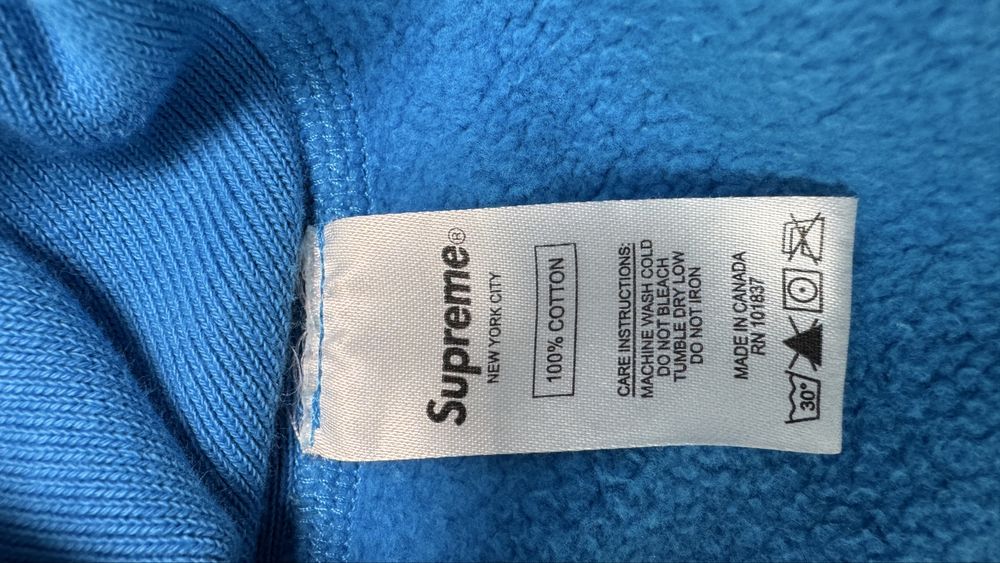 Supreme®
NEW YORK CITY
100% COTTON
CARE INSTRUCTIONS:
MACHINE WASH COLD
DO NOT BLEACH
TUMBLE DRY LOW
DO NOT IRON
MADE IN CANADA
RN 101837
30°